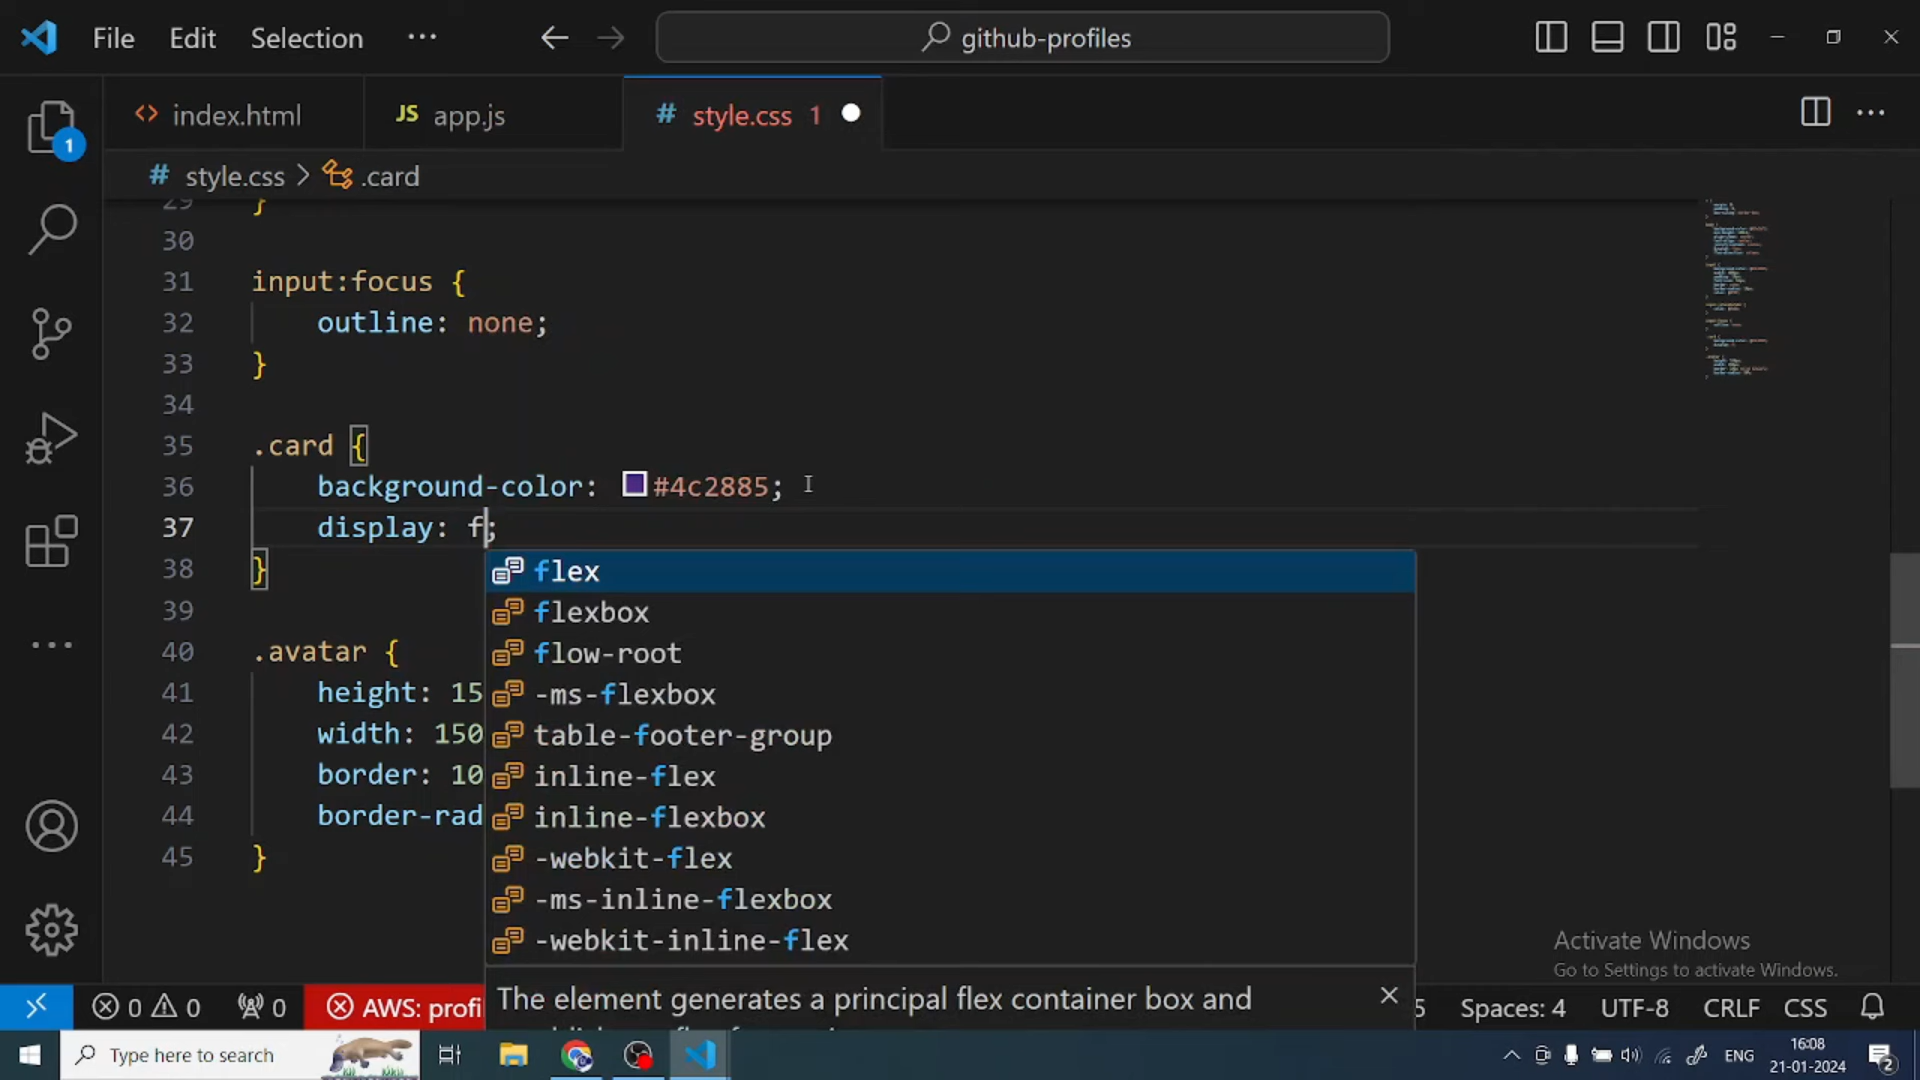 File Edit Selection ··· github-profiles
index.html JS app.js # style.css 1
# style.css > .card
29 }
30
31 input:focus {
32 outline: none;
33 }
34
35 .card {
36 background-color: #4c2885;
37 display: f;
38 }
39
40 .avatar {
41 height: 15
42 width: 150
43 border: 10
44 border-rad
45 }
flex
flexbox
flow-root
-ms-flexbox
table-footer-group
inline-flex
inline-flexbox
-webkit-flex
-ms-inline-flexbox
-webkit-inline-flex
The element generates a principal flex container box and
1
Activate Windows
Go to Settings to activate Windows.
0 0 0 AWS: profi 5 Spaces: 4 UTF-8 CRLF CSS
Type here to search ENG 16:08
21-01-2024
2